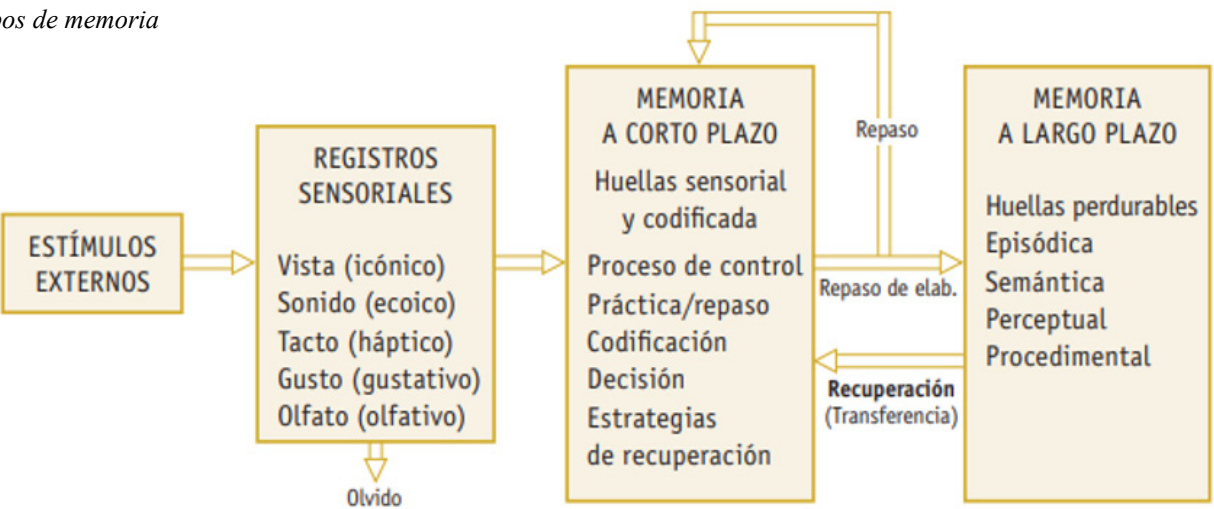 de memoria
ESTÍMULOS
EXTERNOS
REGISTROS
SENSORIALES
Vista (icónico)
Sonido (ecoico)
Tacto (háptico)
Gusto (gustativo)
Olfato (olfativo)
Olvido
MEMORIA
A CORTO PLAZO
Huellas sensorial
y codificada
Proceso de control
Práctica/repaso
Codificación
Decisión
Estrategias
de recuperación
Repaso
Repaso de elab.
Recuperación
(Transferencia)
MEMORIA
A LARGO PLAZO
Huellas perdurables
Episódica
Semántica
Perceptual
Procedimental